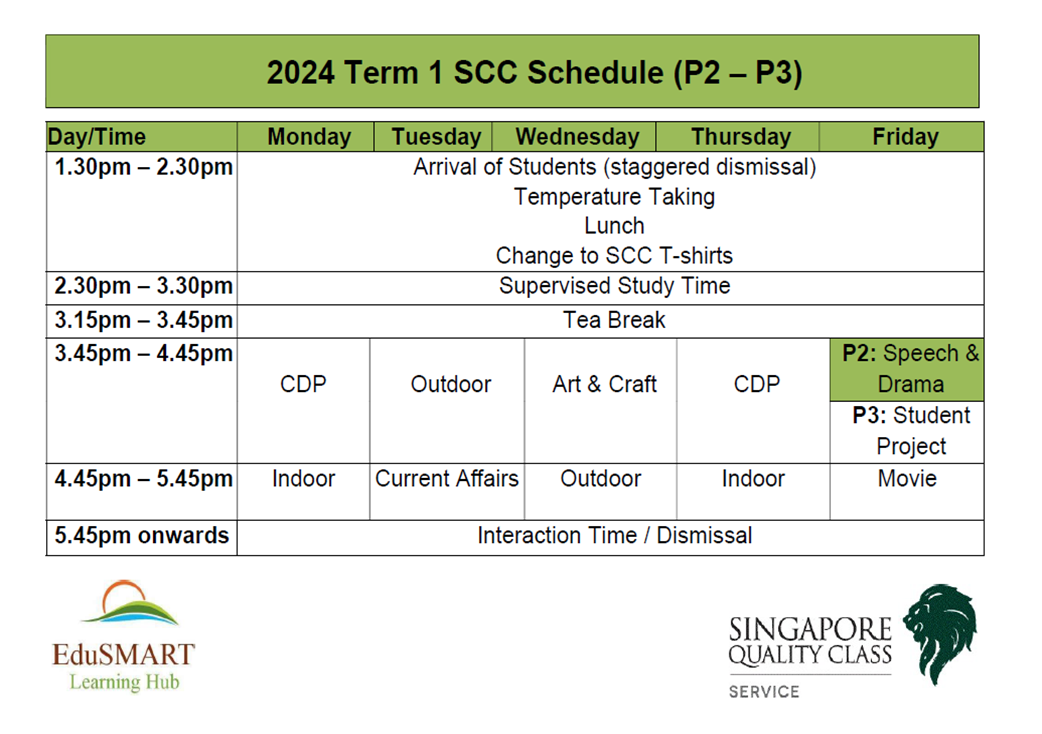 2024 Term 1 SCC Schedule (P2 – P3)
Day/Time Monday Tuesday Wednesday Thursday Friday
1.30pm – 2.30pm Arrival of Students (staggered dismissal)
Temperature Taking
Lunch
Change to SCC T-shirts
2.30pm – 3.30pm Supervised Study Time
3.15pm – 3.45pm Tea Break
3.45pm – 4.45pm P2: Speech &
CDP Outdoor Art & Craft CDP Drama
P3: Student
Project
4.45pm – 5.45pm Indoor Current Affairs Outdoor Indoor Movie
5.45pm onwards Interaction Time / Dismissal
EduSMART
Learning Hub
SINGAPORE
QUALITY CLASS
SERVICE